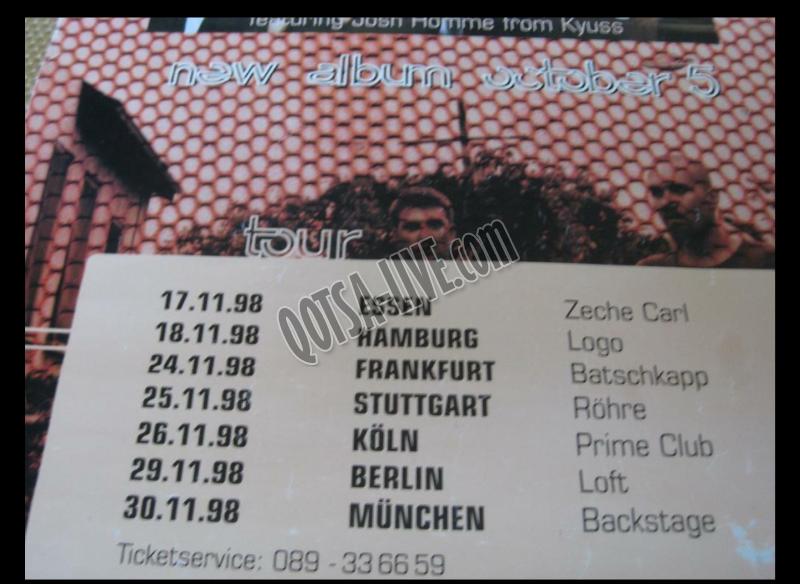 featuring Josh Homme from Kyuss
new album october 5
tour
QOTSA-LIVE.com
17.11.98 ESSEN Zeche Carl
18.11.98 HAMBURG Logo
24.11.98 FRANKFURT Batschkapp
25.11.98 STUTTGART Röhre
26.11.98 KÖLN Prime Club
29.11.98 BERLIN Loft
30.11.98 MÜNCHEN Backstage
Ticketservice: 089 - 33 66 59